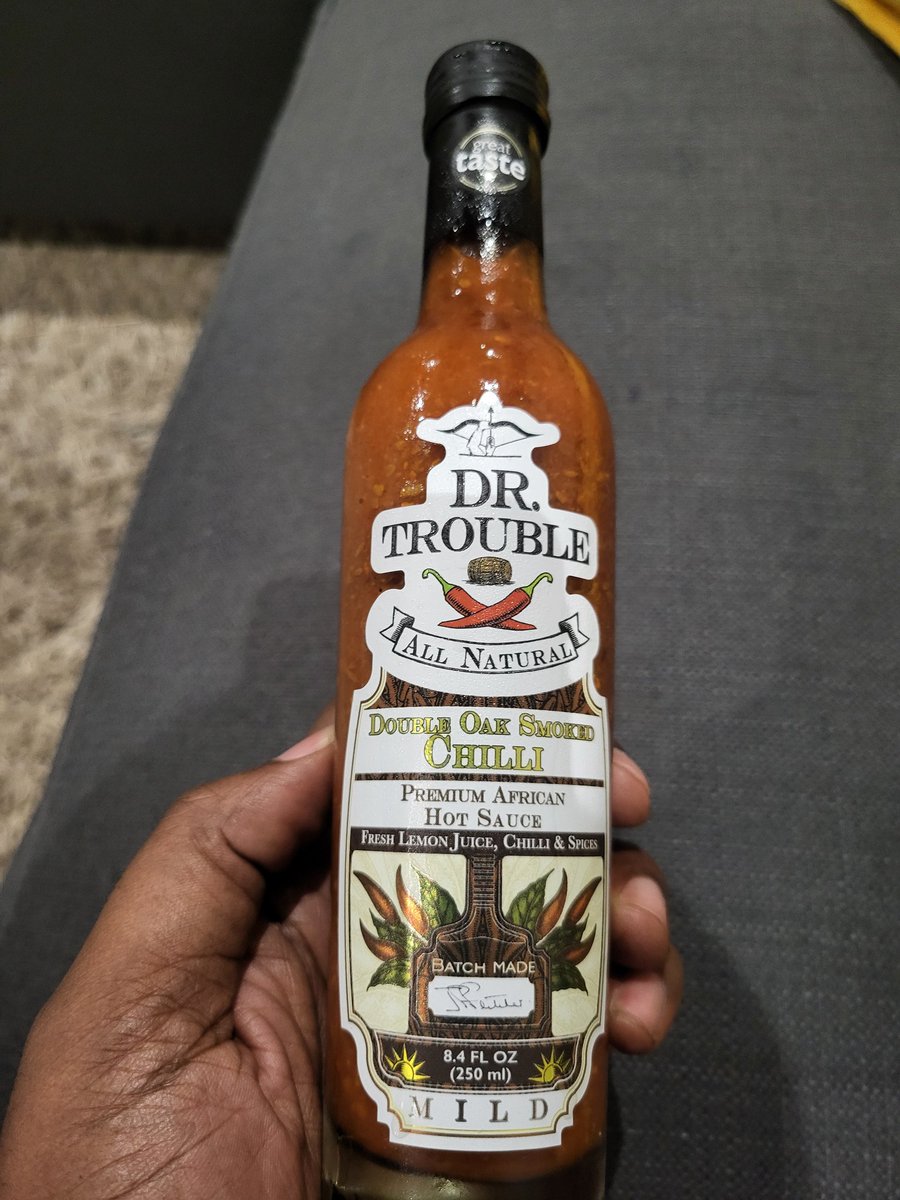 great
taste
DR.
TROUBLE
ALL NATURAL
DOUBLE OAK SMOKED
CHILLI
PREMIUM AFRICAN
HOT SAUCE
FRESH LEMON JUICE, CHILLI & SPICES
BATCH MADE
8.4 FL OZ
(250 ml)
MILD